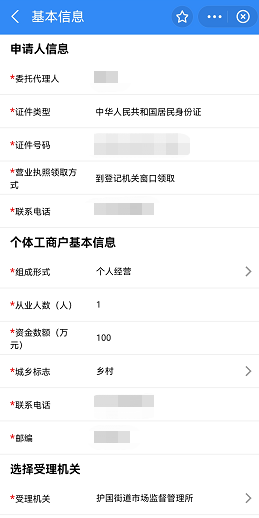 基本信息
申请人信息
*委托代理人
*证件类型 中华人民共和国居民身份证
*证件号码
*营业执照领取方
式 到登记机关窗口领取
*联系电话
个体工商户基本信息
*组成形式 个人经营
*从业人数（人） 1
*资金数额（万
元） 100
*城乡标志 乡村
*联系电话
*邮编
选择受理机关
*受理机关 护国街道市场监督管理所